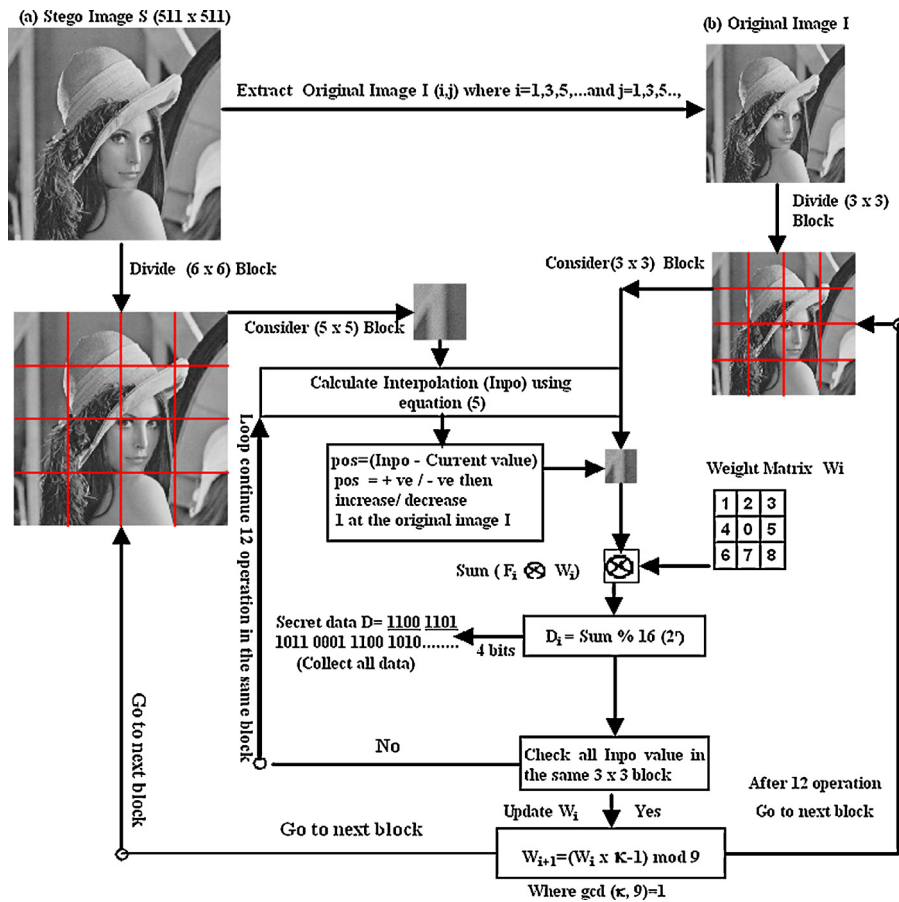 (a) Stego Image S (511 x 511)
(b) Original Image I
Extract Original Image I (i,j) where i=1,3,5,...and j=1,3,5..,
Divide (3 x 3)
Block
Divide (6 x 6) Block
Consider(3 x 3) Block
Consider (5 x 5) Block
Calculate Interpolation (Inpo) using
equation (5)
Loop continue 12 operation in the same block
pos=(Inpo - Current value)
pos = + ve / - ve then
increase/ decrease
1 at the original image I
Weight Matrix Wi
1 2 3
4 0 5
6 7 8
Sum ( Fi ⊗ Wi)
Secret data D= 1100 1101
1011 0001 1100 1010........
(Collect all data)
4 bits
Di = Sum % 16 (2r)
Go to next block
No
Check all Inpo value in
the same 3 x 3 block
After 12 operation
Go to next block
Update Wi Yes
Go to next block
Wi+1=(Wi x κ-1) mod 9
Where gcd (κ, 9)=1